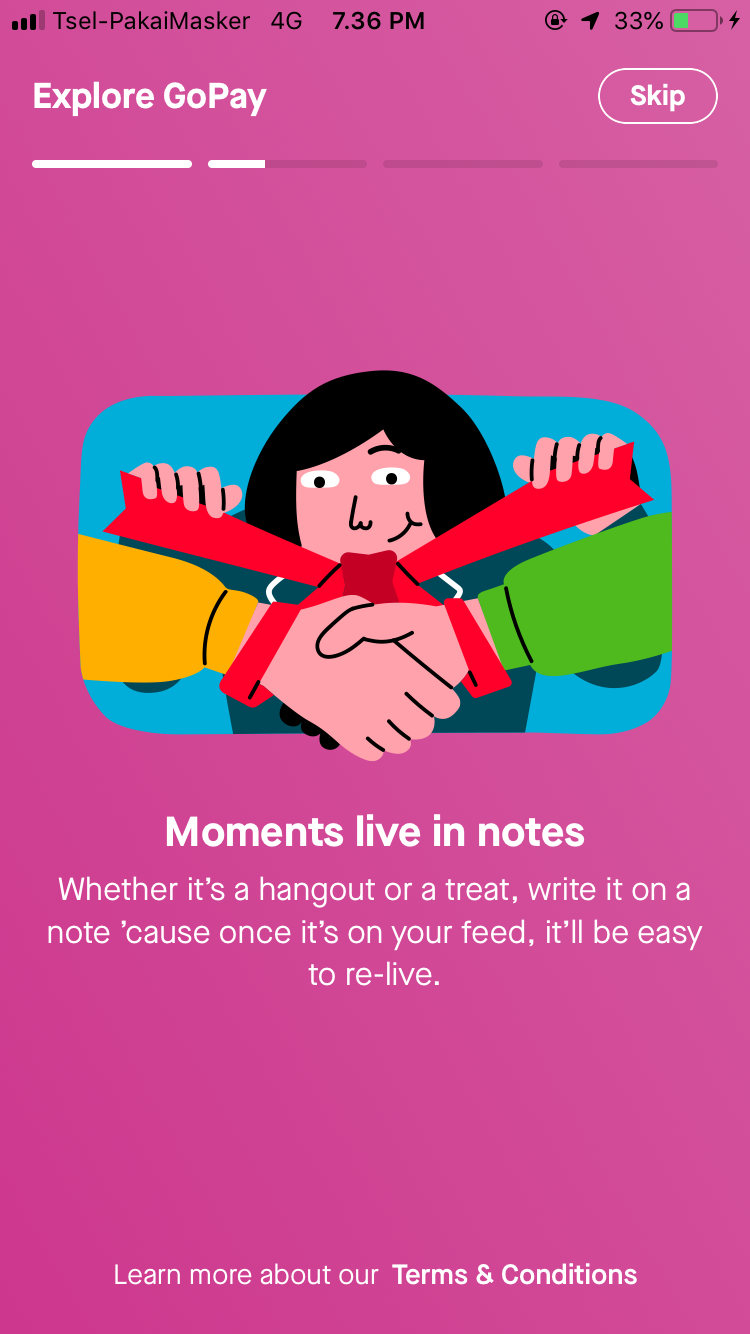 Tsel-PakaiMasker 4G 7.36 PM 33%
Explore GoPay
Skip
Moments live in notes
Whether it’s a hangout or a treat, write it on a
note ’cause once it’s on your feed, it’ll be easy
to re-live.
Learn more about our Terms & Conditions